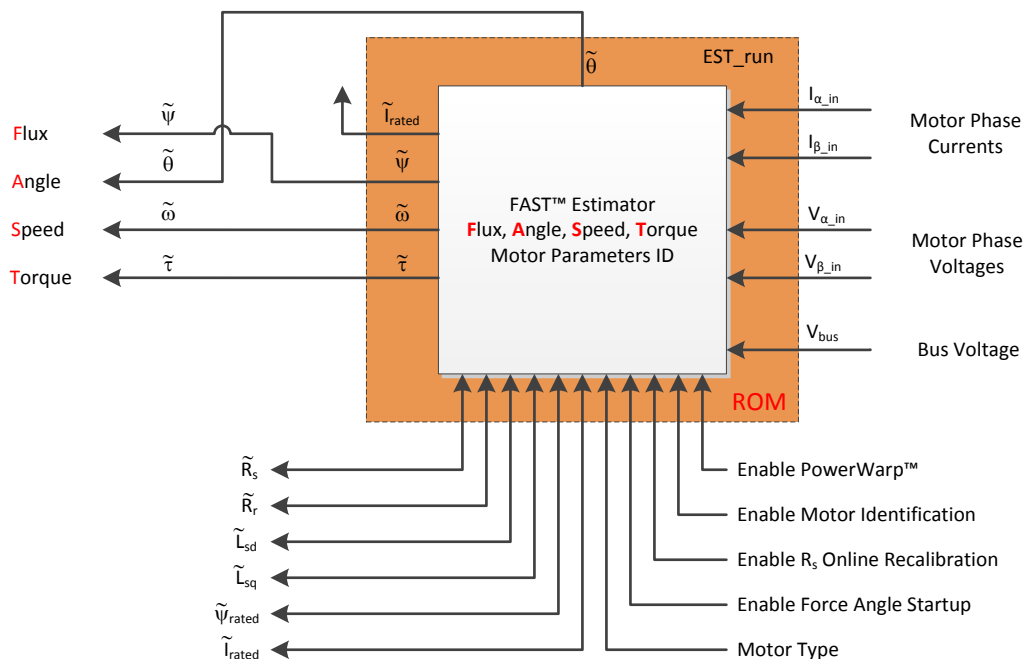 EST_run
θ̃
Ĩrated
ψ̃
ω̃
τ̃
Flux
ψ̃
Angle
θ̃
Speed
ω̃
Torque
τ̃
FAST™ Estimator
Flux, Angle, Speed, Torque
Motor Parameters ID
Iα_in
Iβ_in
Motor Phase
Currents
Vα_in
Vβ_in
Motor Phase
Voltages
Vbus
Bus Voltage
ROM
R̃s
R̃r
L̃sd
L̃sq
ψ̃rated
Ĩrated
Enable PowerWarp™
Enable Motor Identification
Enable Rs Online Recalibration
Enable Force Angle Startup
Motor Type